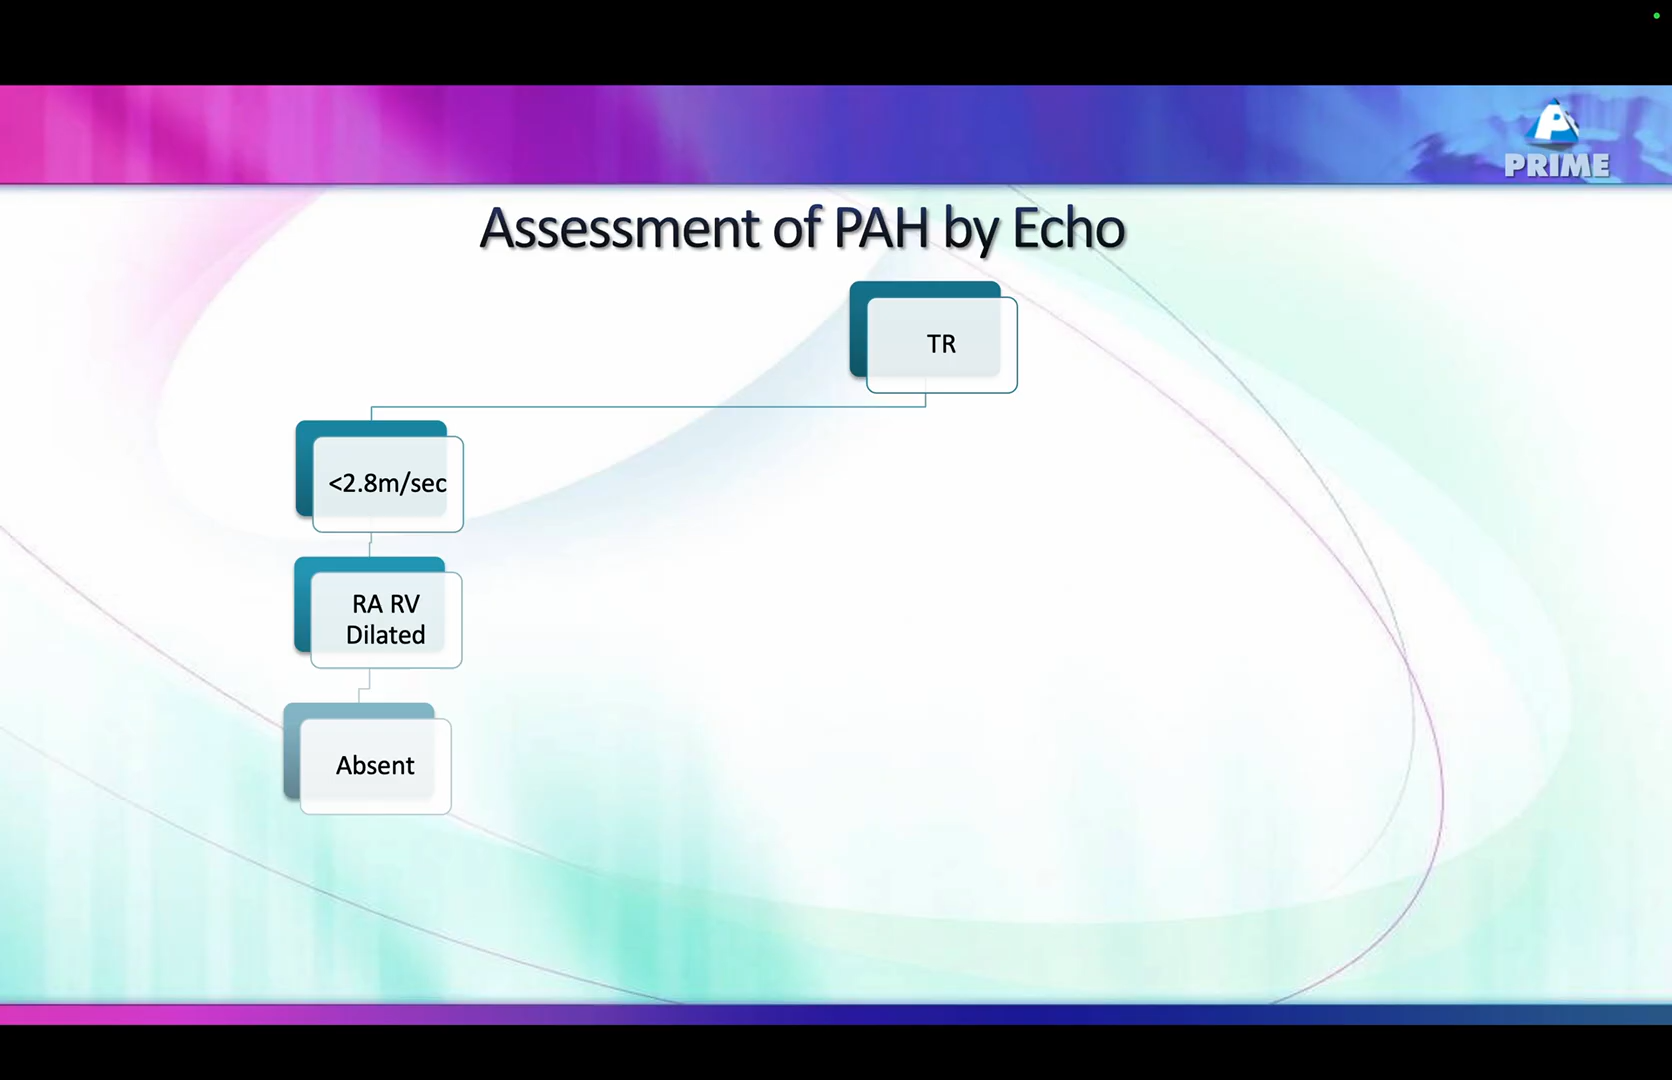 PRIME
Assessment of PAH by Echo
TR
<2.8m/sec
RA RV
Dilated
Absent